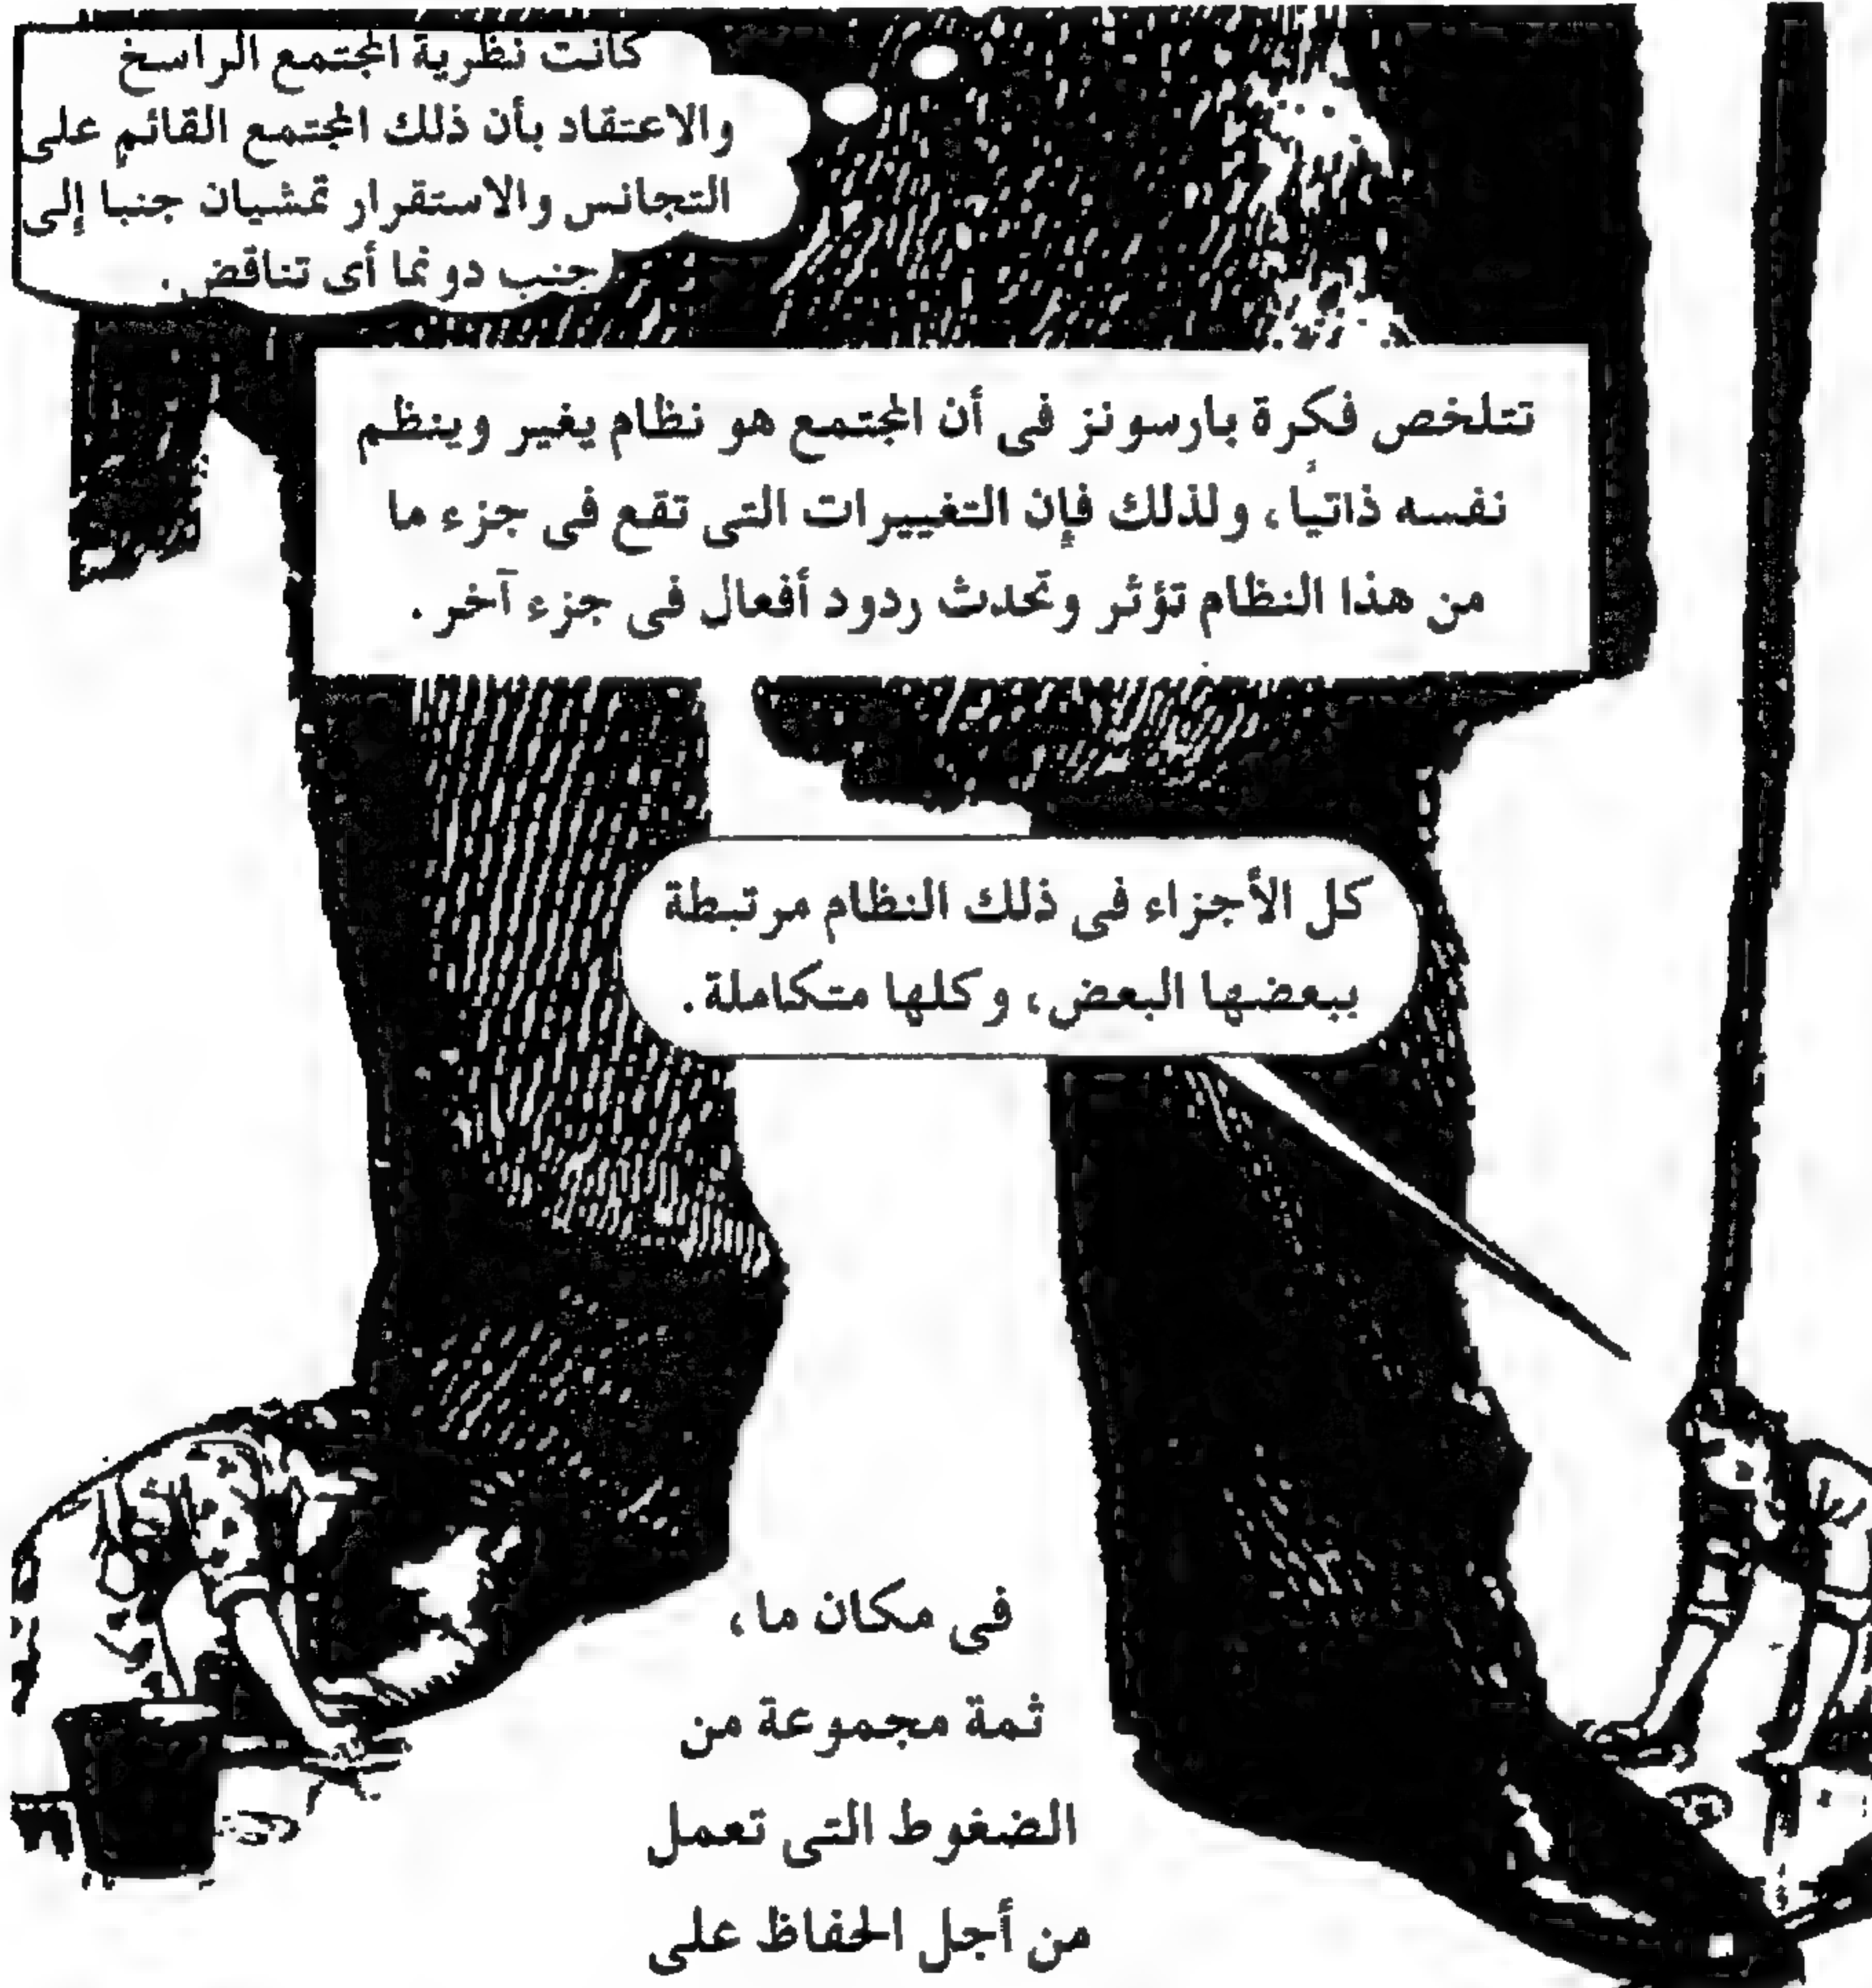 كانت نظرية المجتمع الراسخ
والاعتقاد بأن ذلك المجتمع القائم على
التجانس والاستقرار تمشيان جنبا إلى
جنب دونما أى تناقض .
تتلخص فكرة بارسونز فى أن المجتمع هو نظام يغير وينظم
نفسه ذاتياً، ولذلك فإن التغييرات التى تقع فى جزء ما
من هذا النظام تؤثر وتحدث ردود أفعال فى جزء آخر .
كل الأجزاء فى ذلك النظام مرتبطة
ببعضها البعض، وكلها متكاملة .
فى مكان ما،
ثمة مجموعة من
الضغوط التى تعمل
من أجل الحفاظ على